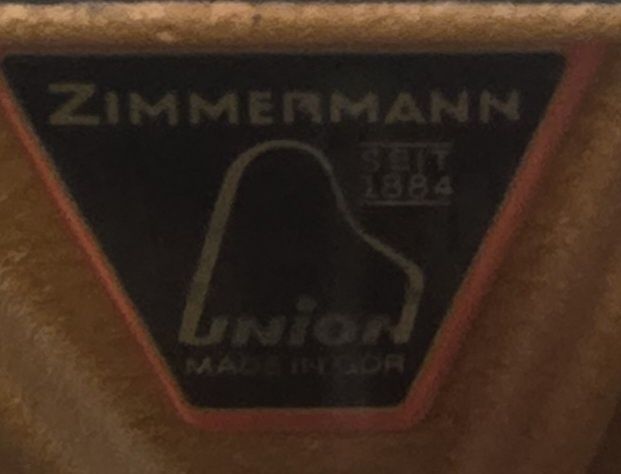 ZIMMERMANN
SEIT
1884
union
MADE IN GDR